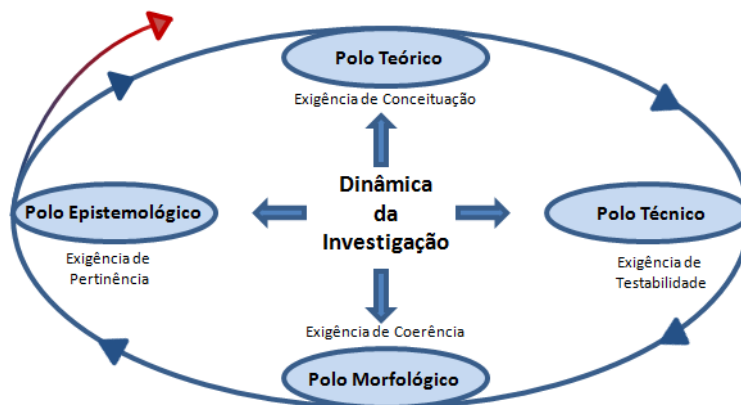 Polo Teórico
Exigência de Conceituação
Dinâmica
da
Investigação
Polo Epistemológico
Exigência de
Pertinência
Polo Técnico
Exigência de
Testabilidade
Exigência de Coerência
Polo Morfológico